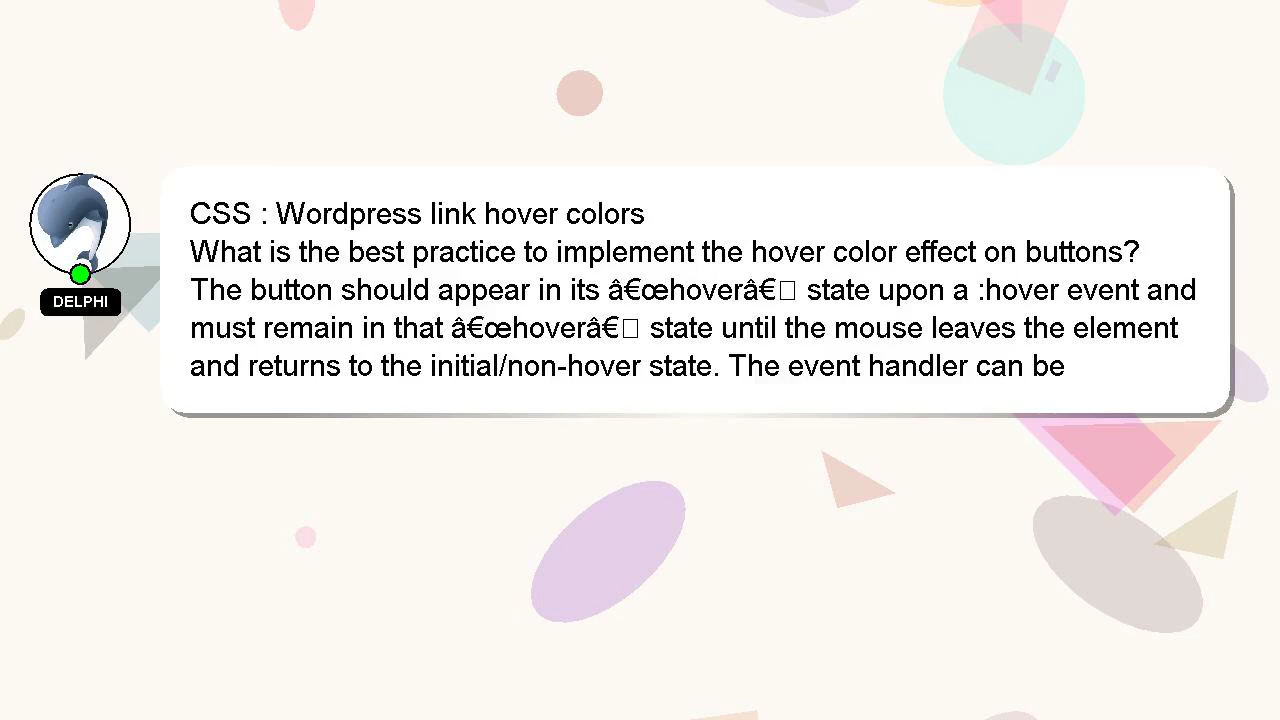 CSS : Wordpress link hover colors
What is the best practice to implement the hover color effect on buttons?
The button should appear in its â€œhoverâ€□ state upon a :hover event and
must remain in that â€œhoverâ€□ state until the mouse leaves the element
and returns to the initial/non-hover state. The event handler can be
DELPHI